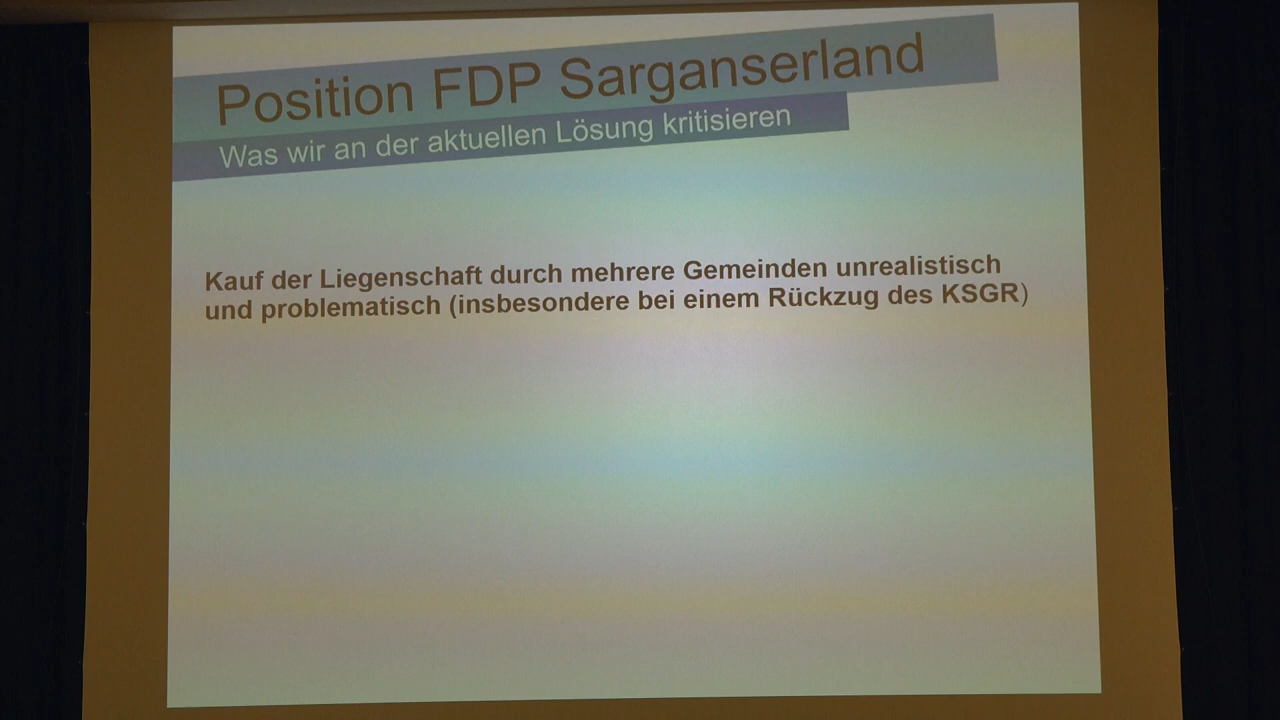 Position FDP Sarganserland
Was wir an der aktuellen Lösung kritisieren
Kauf der Liegenschaft durch mehrere Gemeinden unrealistisch
und problematisch (insbesondere bei einem Rückzug des KSGR)